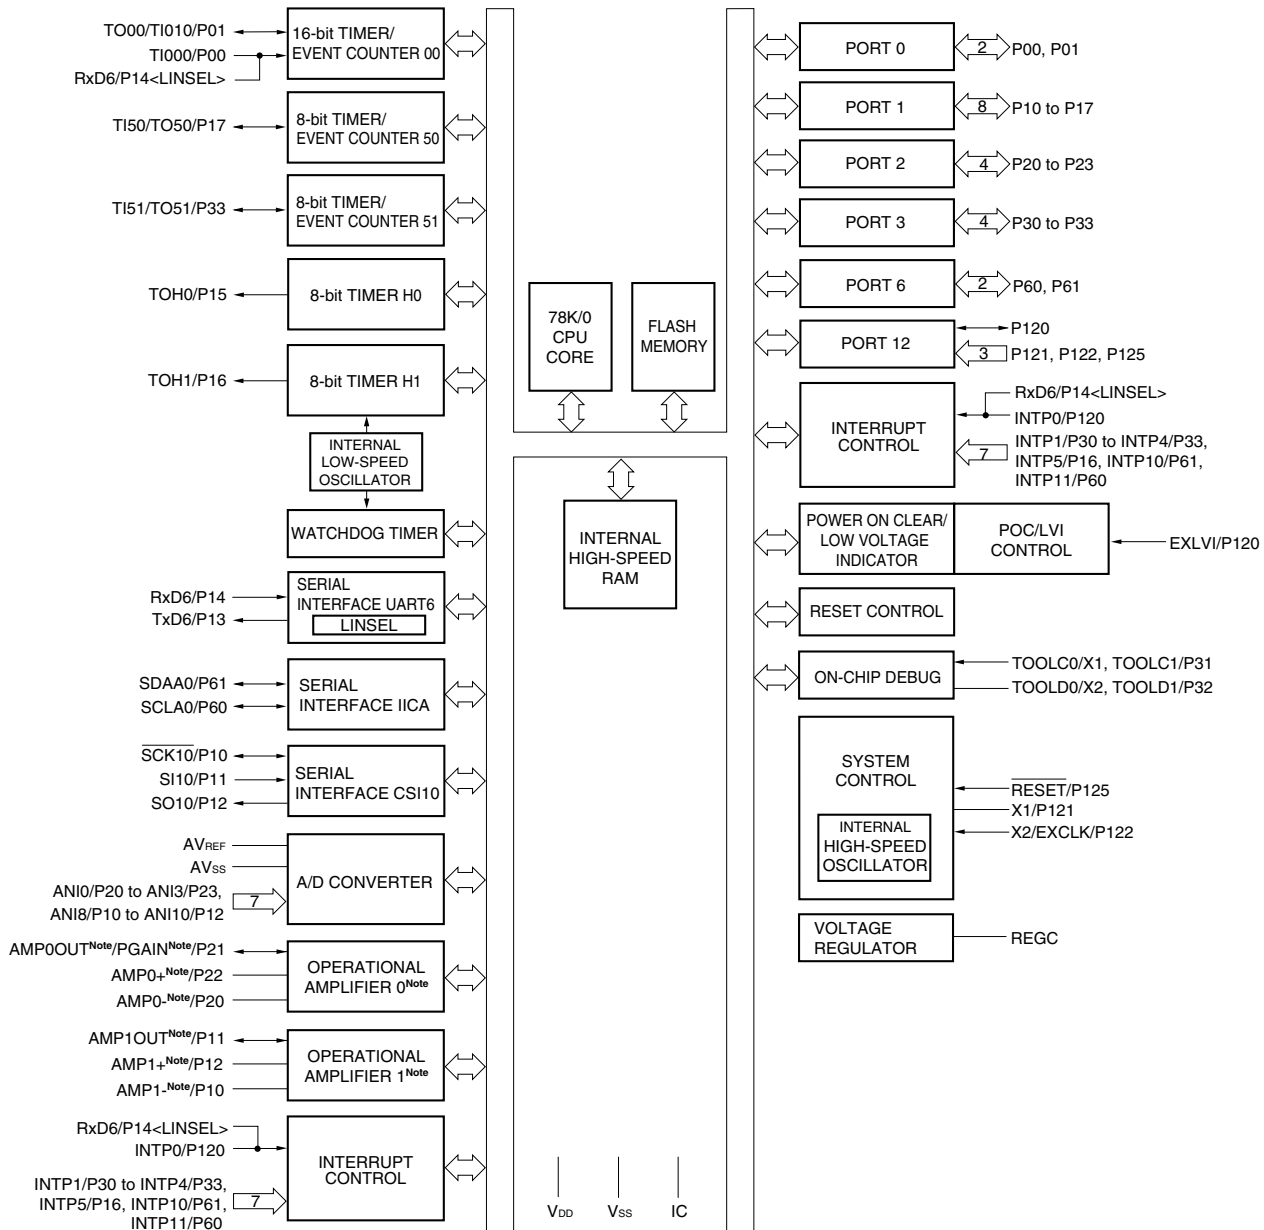 TO00/TI010/P01
TI000/P00
RxD6/P14<LINSEL>
16-bit TIMER/
EVENT COUNTER 00
TI50/TO50/P17
8-bit TIMER/
EVENT COUNTER 50
TI51/TO51/P33
8-bit TIMER/
EVENT COUNTER 51
TOH0/P15
8-bit TIMER H0
TOH1/P16
8-bit TIMER H1
INTERNAL
LOW-SPEED
OSCILLATOR
WATCHDOG TIMER
RxD6/P14
TxD6/P13
SERIAL
INTERFACE UART6
LINSEL
SDAA0/P61
SCLA0/P60
SERIAL
INTERFACE IICA
SCK10/P10
SI10/P11
SO10/P12
SERIAL
INTERFACE CSI10
AVREF
AVSS
ANI0/P20 to ANI3/P23,
ANI8/P10 to ANI10/P12
7
A/D CONVERTER
AMP0OUTNote/PGAINNote/P21
AMP0+Note/P22
AMP0-Note/P20
OPERATIONAL
AMPLIFIER 0Note
AMP1OUTNote/P11
AMP1+Note/P12
AMP1-Note/P10
OPERATIONAL
AMPLIFIER 1Note
RxD6/P14<LINSEL>
INTP0/P120
INTP1/P30 to INTP4/P33,
INTP5/P16, INTP10/P61,
INTP11/P60
7
INTERRUPT
CONTROL
78K/0
CPU
CORE
FLASH
MEMORY
INTERNAL
HIGH-SPEED
RAM
VDD
VSS
IC
PORT 0
2
P00, P01
PORT 1
8
P10 to P17
PORT 2
4
P20 to P23
PORT 3
4
P30 to P33
PORT 6
2
P60, P61
PORT 12
P120
3
P121, P122, P125
INTERRUPT
CONTROL
RxD6/P14<LINSEL>
INTP0/P120
7
INTP1/P30 to INTP4/P33,
INTP5/P16, INTP10/P61,
INTP11/P60
POWER ON CLEAR/
LOW VOLTAGE
INDICATOR
POC/LVI
CONTROL
EXLVI/P120
RESET CONTROL
ON-CHIP DEBUG
TOOLC0/X1, TOOLC1/P31
TOOLD0/X2, TOOLD1/P32
SYSTEM
CONTROL
INTERNAL
HIGH-SPEED
OSCILLATOR
RESET/P125
X1/P121
X2/EXCLK/P122
VOLTAGE
REGULATOR
REGC